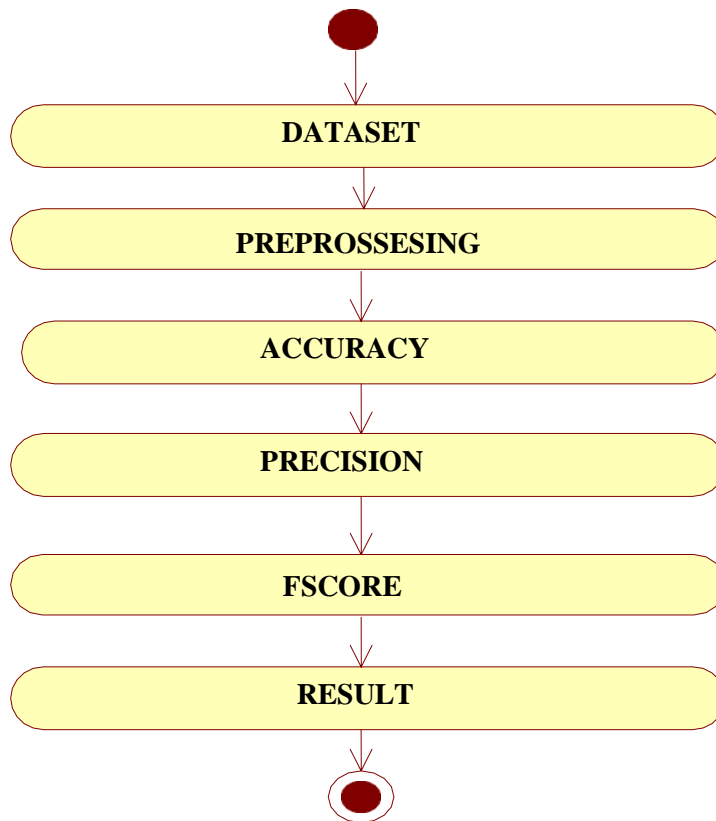 DATASET
PREPROSSESING
ACCURACY
PRECISION
FSCORE
RESULT